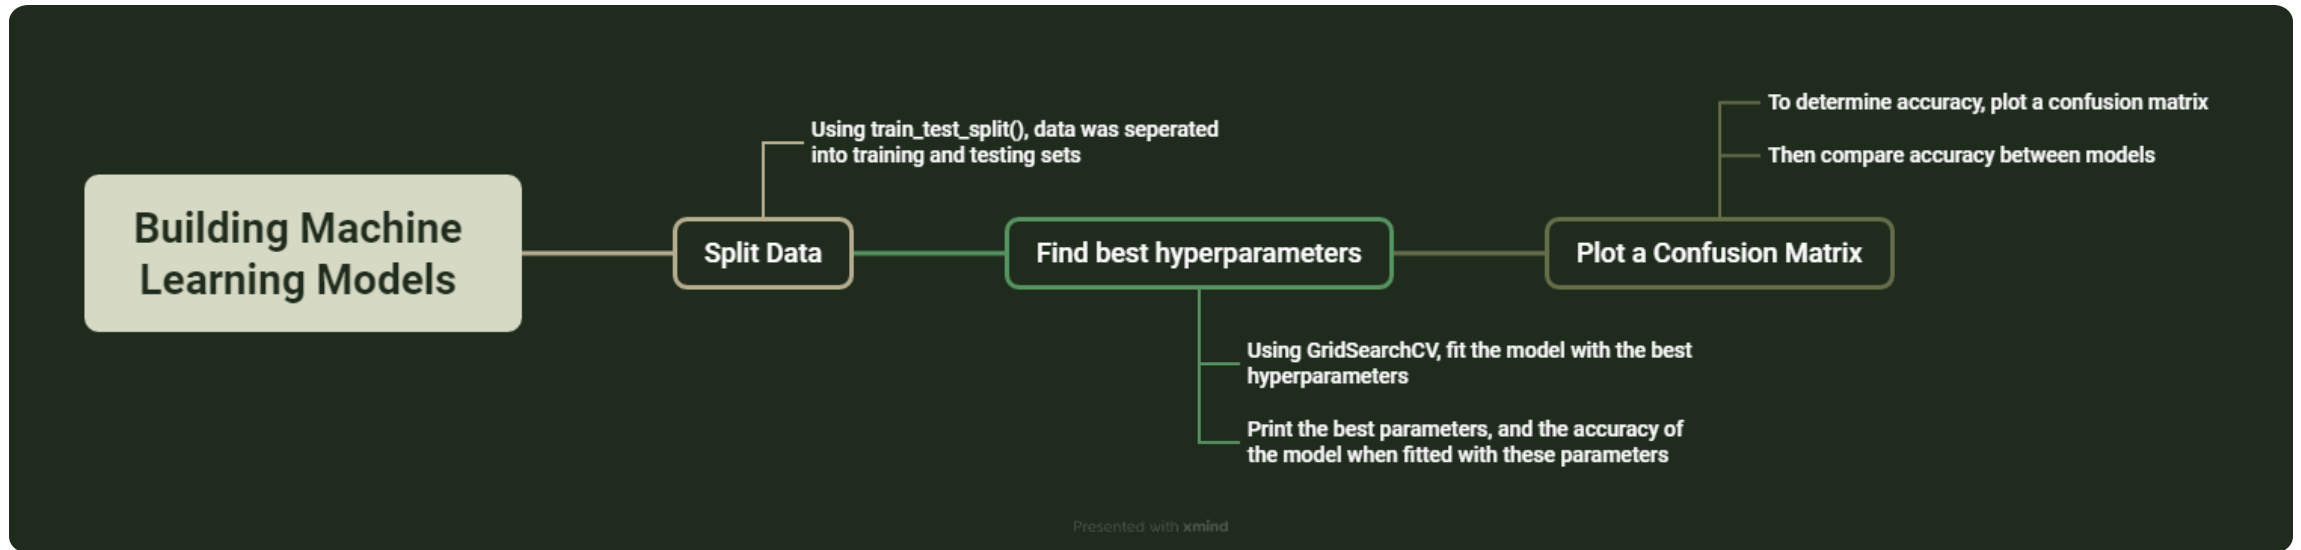 Building Machine
Learning Models
Split Data
Using train_test_split(), data was seperated
into training and testing sets
Find best hyperparameters
Using GridSearchCV, fit the model with the best
hyperparameters
Print the best parameters, and the accuracy of
the model when fitted with these parameters
Plot a Confusion Matrix
To determine accuracy, plot a confusion matrix
Then compare accuracy between models
Presented with xmind